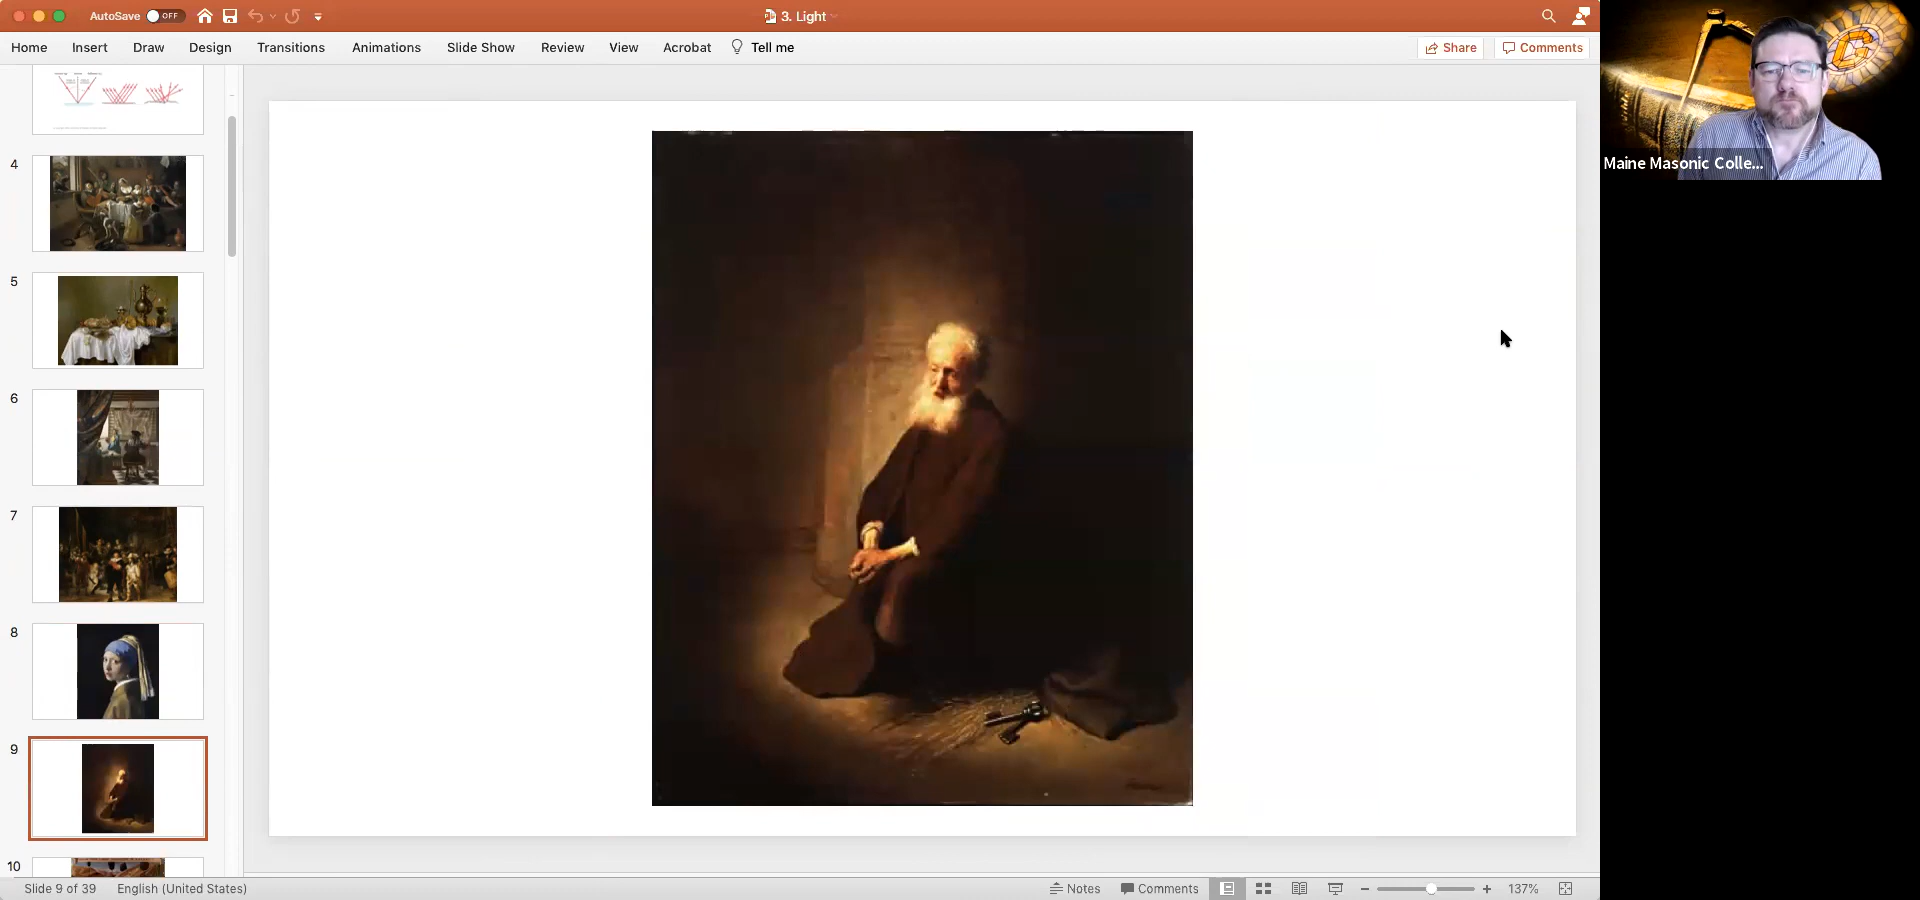 AutoSave OFF
3. Light
Home Insert Draw Design Transitions Animations Slide Show Review View Acrobat Tell me
Share Comments
Maine Masonic Colle...
G
4
5
6
7
8
9
10
Slide 9 of 39 English (United States)
Notes Comments 137%